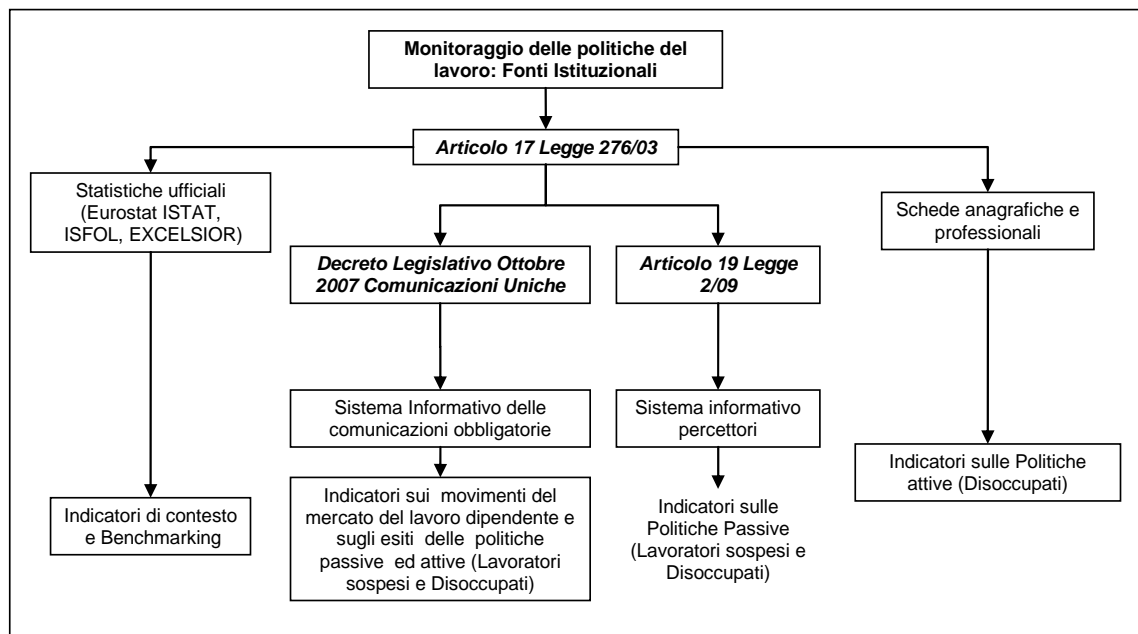 Monitoraggio delle politiche del
lavoro: Fonti Istituzionali
Articolo 17 Legge 276/03
Statistiche ufficiali
(Eurostat ISTAT,
ISFOL, EXCELSIOR)
Schede anagrafiche e
professionali
Decreto Legislativo Ottobre
2007 Comunicazioni Uniche
Articolo 19 Legge
2/09
Sistema Informativo delle
comunicazioni obbligatorie
Sistema informativo
percettori
Indicatori sulle Politiche
attive (Disoccupati)
Indicatori di contesto
e Benchmarking
Indicatori sui movimenti del
mercato del lavoro dipendente e
sugli esiti delle politiche
passive ed attive (Lavoratori
sospesi e Disoccupati)
Indicatori sulle
Politiche Passive
(Lavoratori sospesi e
Disoccupati)